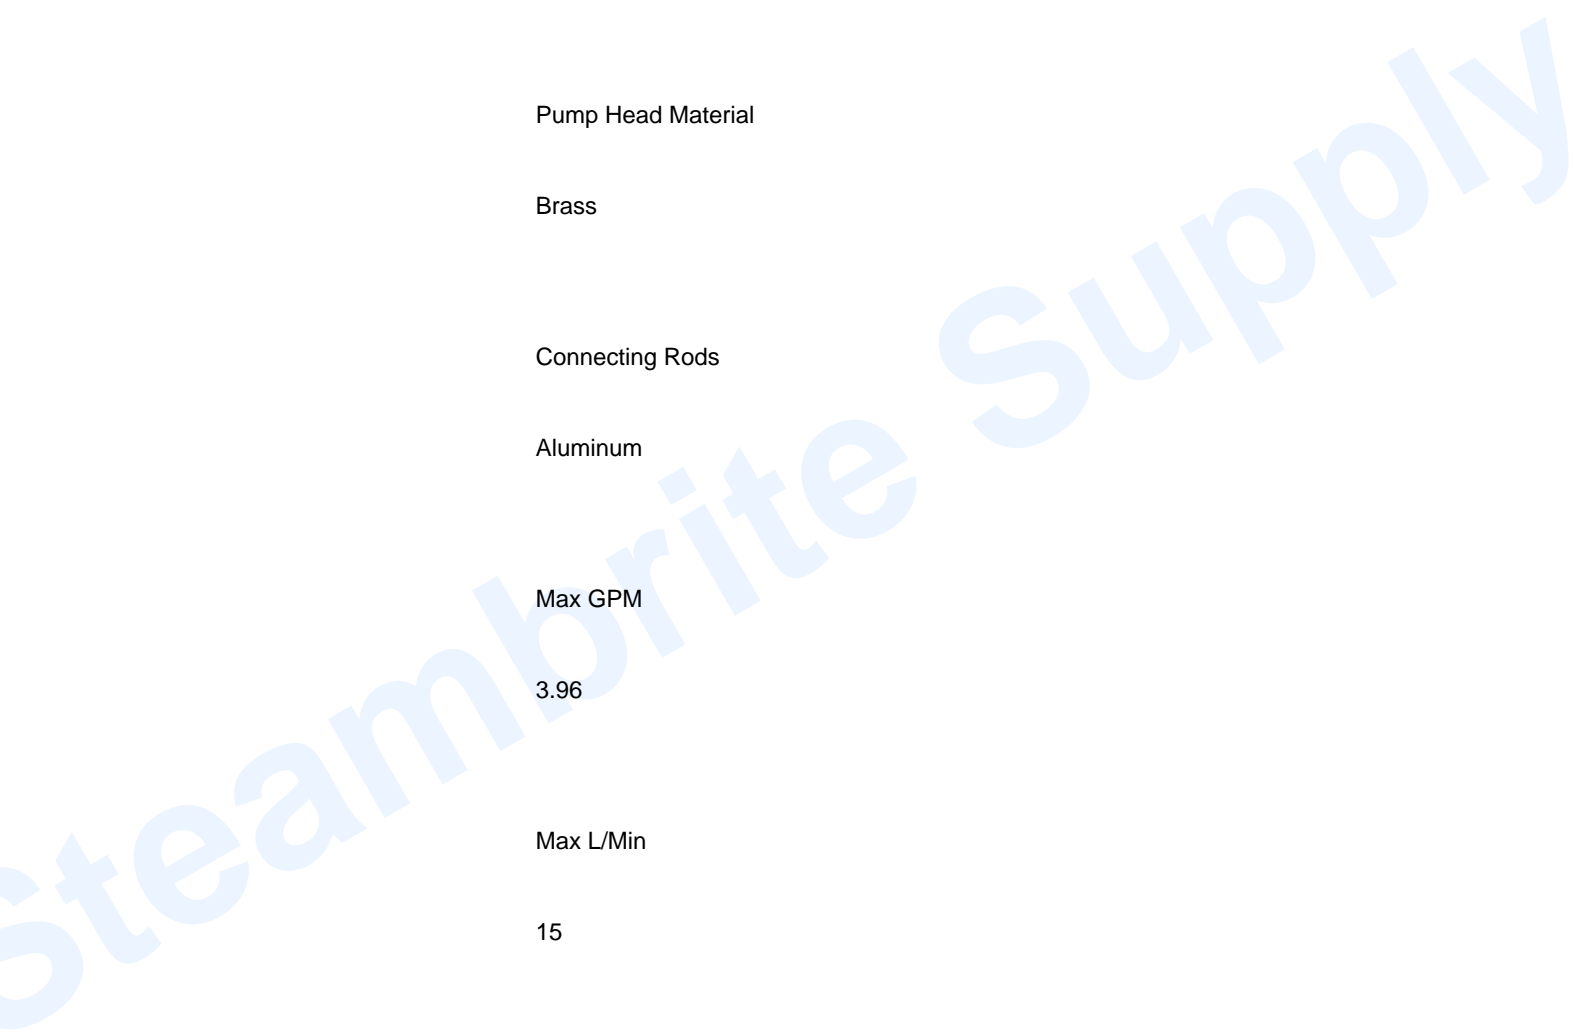 Pump Head Material
Brass
Connecting Rods
Aluminum
Max GPM
3.96
Max L/Min
15
Steambrite Supply